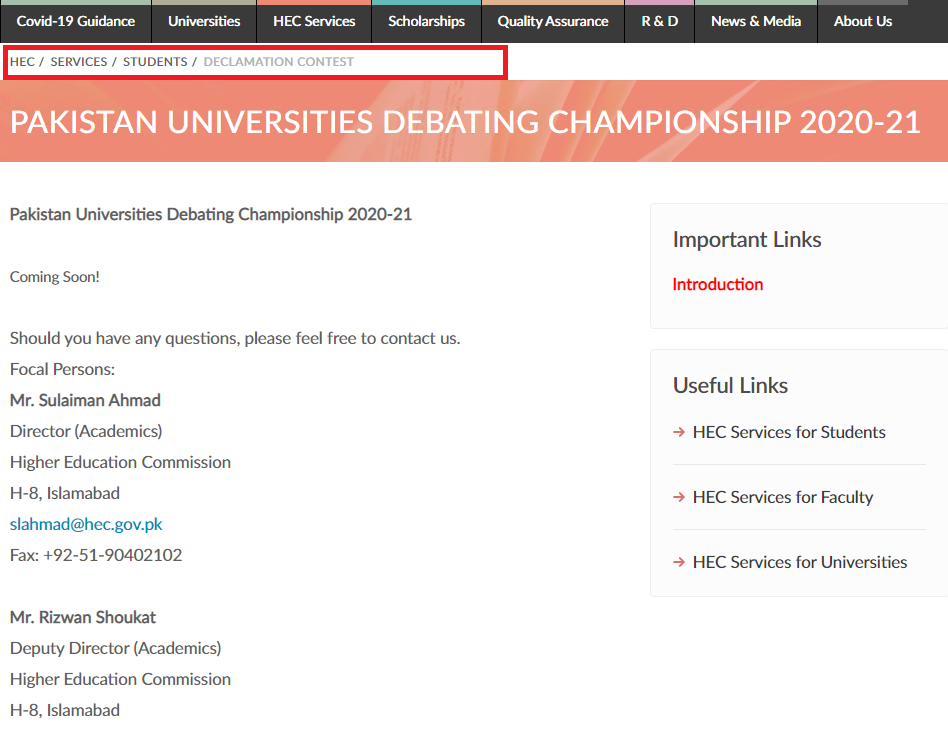 Covid-19 Guidance Universities HEC Services Scholarships Quality Assurance R & D News & Media About Us
HEC / SERVICES / STUDENTS / DECLAMATION CONTEST
PAKISTAN UNIVERSITIES DEBATING CHAMPIONSHIP 2020-21
Pakistan Universities Debating Championship 2020-21
Coming Soon!
Should you have any questions, please feel free to contact us.
Focal Persons:
Mr. Sulaiman Ahmad
Director (Academics)
Higher Education Commission
H-8, Islamabad
slahmad@hec.gov.pk
Fax: +92-51-90402102
Mr. Rizwan Shoukat
Deputy Director (Academics)
Higher Education Commission
H-8, Islamabad
Important Links
Introduction
Useful Links
→ HEC Services for Students
→ HEC Services for Faculty
→ HEC Services for Universities